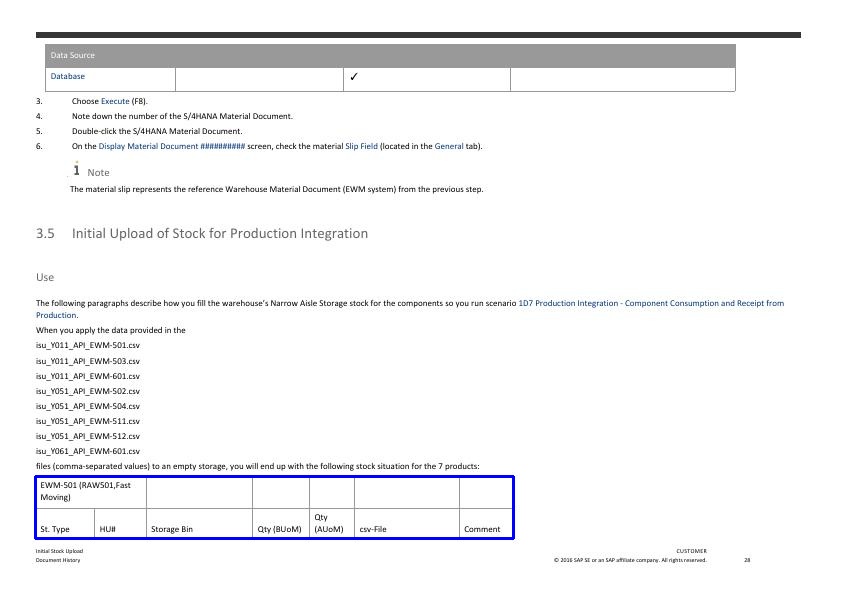 Data Source
Database ✓
3. Choose Execute (F8).
4. Note down the number of the S/4HANA Material Document.
5. Double-click the S/4HANA Material Document.
6. On the Display Material Document ########## screen, check the material Slip Field (located in the General tab).
Note
The material slip represents the reference Warehouse Material Document (EWM system) from the previous step.
3.5 Initial Upload of Stock for Production Integration
Use
The following paragraphs describe how you fill the warehouse's Narrow Aisle Storage stock for the components so you run scenario 1D7 Production Integration - Component Consumption and Receipt from
Production.
When you apply the data provided in the
isu_Y011_API_EWM-501.csv
isu_Y011_API_EWM-503.csv
isu_Y011_API_EWM-601.csv
isu_Y051_API_EWM-502.csv
isu_Y051_API_EWM-504.csv
isu_Y051_API_EWM-511.csv
isu_Y051_API_EWM-512.csv
isu_Y061_API_EWM-601.csv
files (comma-separated values) to an empty storage, you will end up with the following stock situation for the 7 products:
EWM-501 (RAW501,Fast
Moving)
St. Type HU# Storage Bin Qty (BUoM) Qty
(AUoM) csv-File Comment
Initial Stock Upload CUSTOMER
Document History © 2016 SAP SE or an SAP affiliate company. All rights reserved. 28